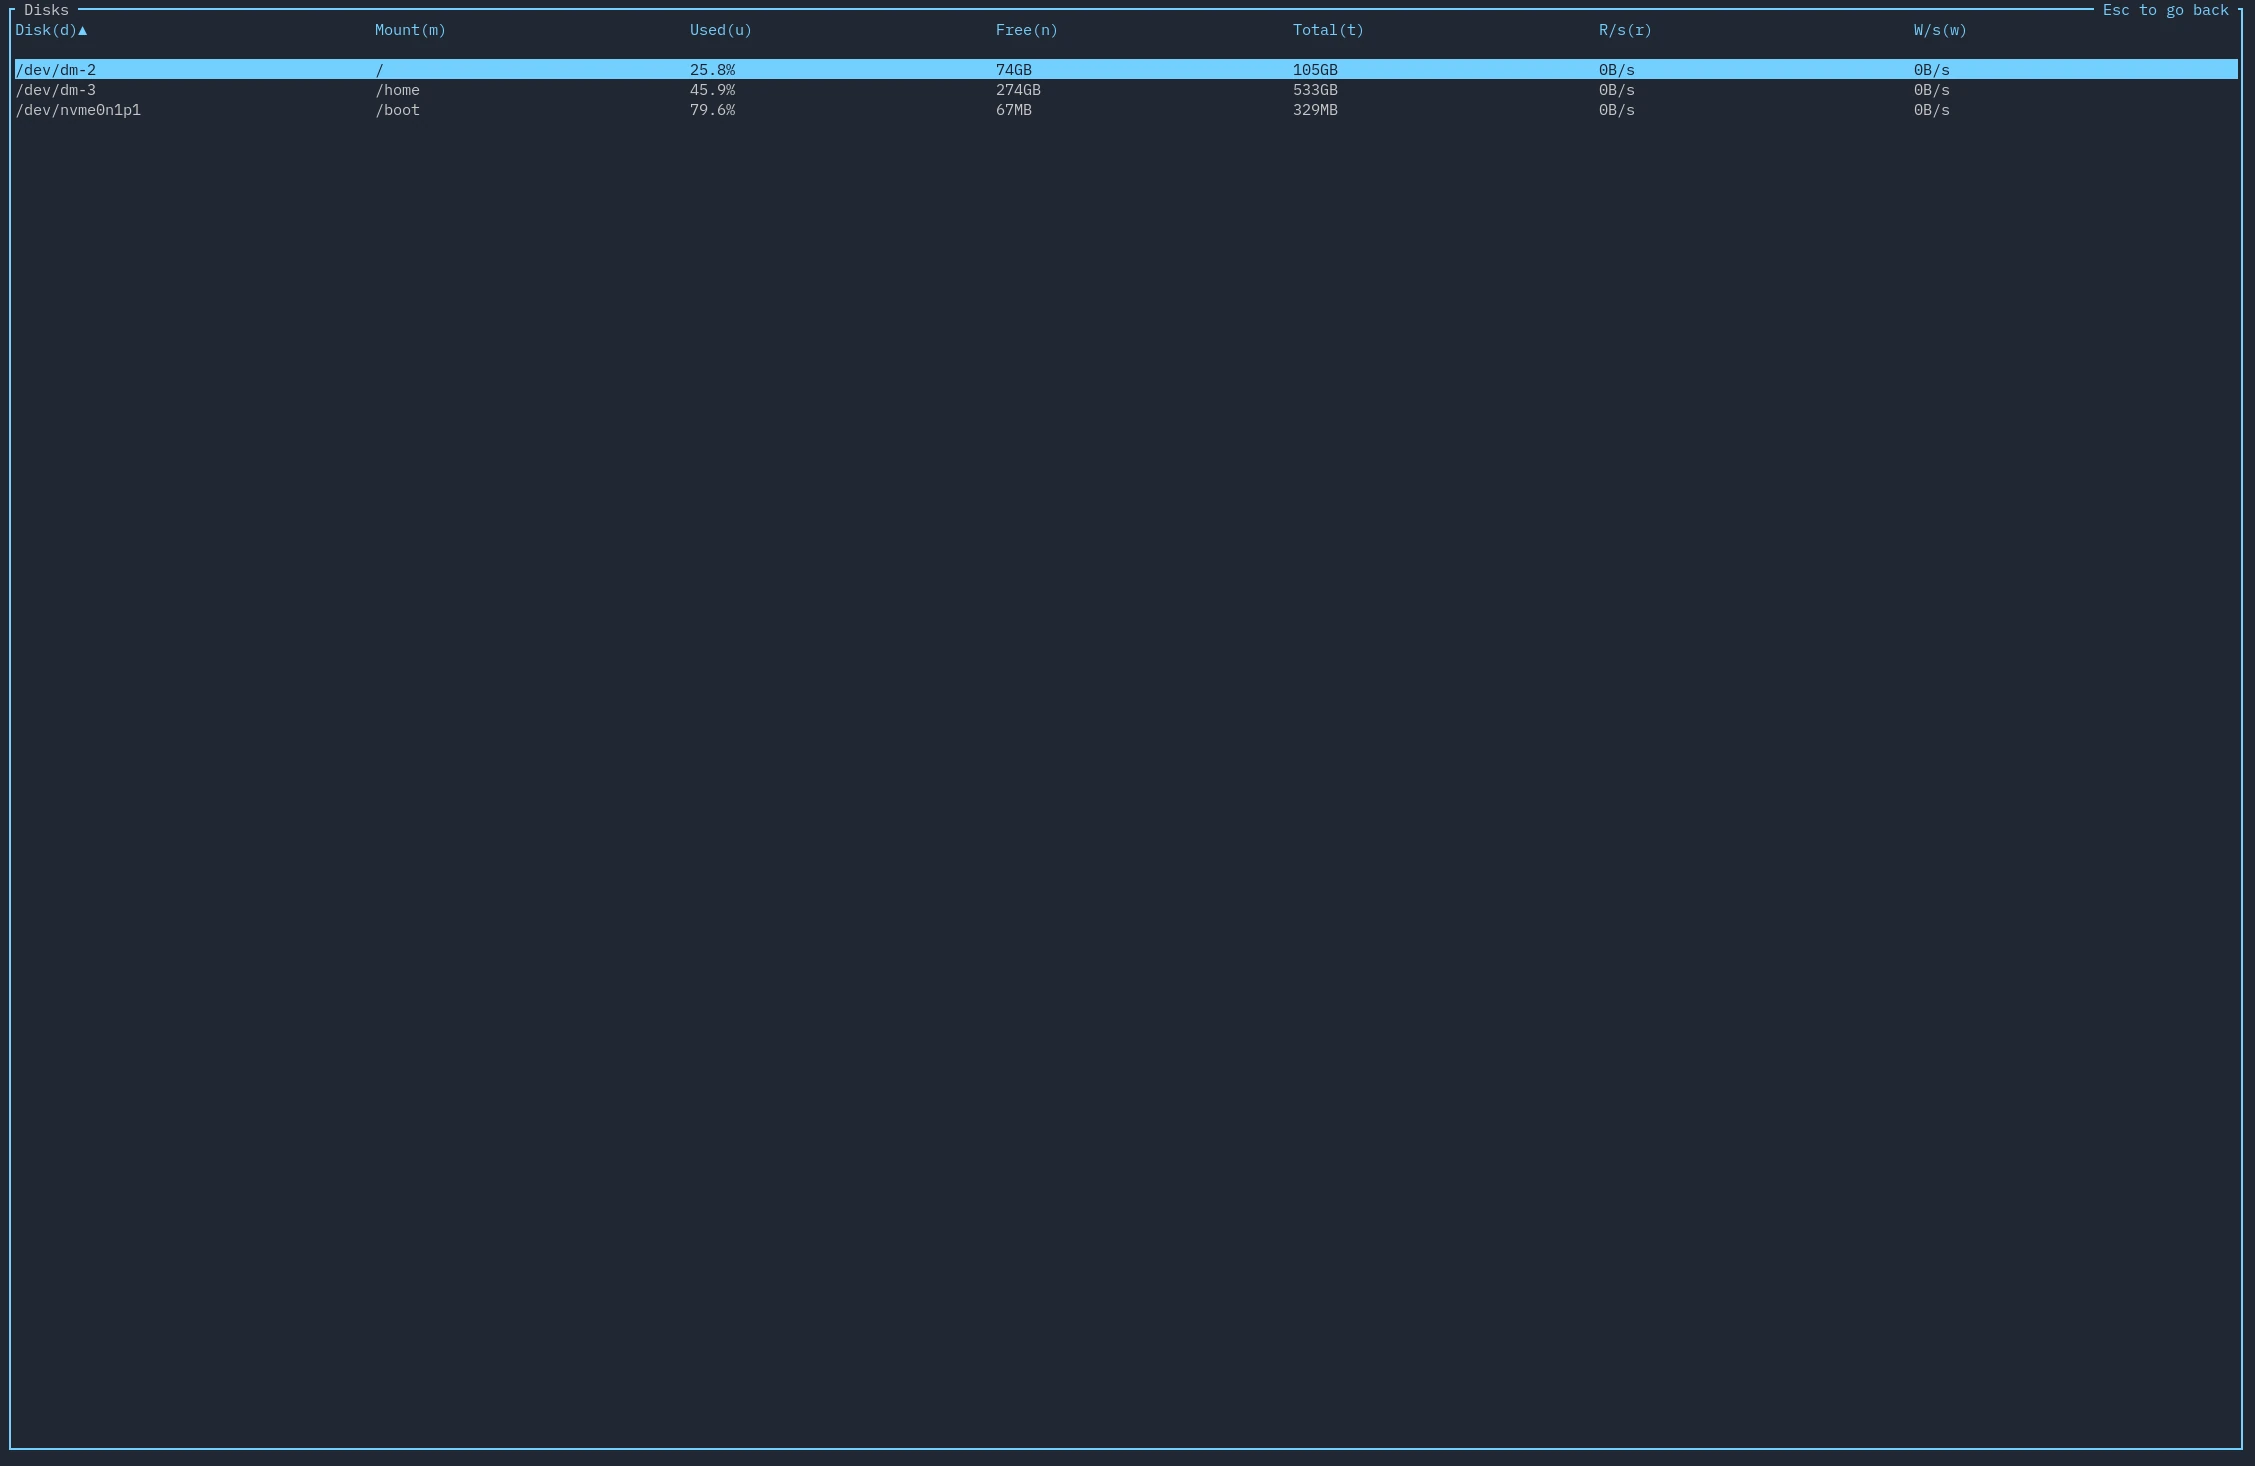 Disks Esc to go back
Disk(d)▲ Mount(m) Used(u) Free(n) Total(t) R/s(r) W/s(w)
/dev/dm-2 / 25.8% 74GB 105GB 0B/s 0B/s
/dev/dm-3 /home 45.9% 274GB 533GB 0B/s 0B/s
/dev/nvme0n1p1 /boot 79.6% 67MB 329MB 0B/s 0B/s